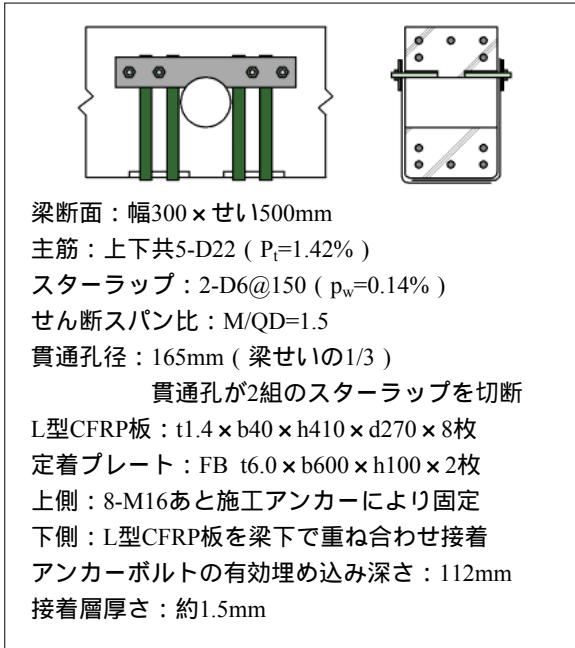 梁断面：幅300×せい500mm
主筋：上下共5-D22（Pt=1.42%）
スターラップ：2-D6@150（pw=0.14%）
せん断スパン比：M/QD=1.5
貫通孔径：165mm（梁せいの1/3）
貫通孔が2組のスターラップを切断
L型CFRP板：t1.4×b40×h410×d270×8枚
定着プレート：FB t6.0×b600×h100×2枚
上側：8-M16あと施工アンカーにより固定
下側：L型CFRP板を梁下で重ね合わせ接着
アンカーボルトの有効埋め込み深さ：112mm
接着層厚さ：約1.5mm